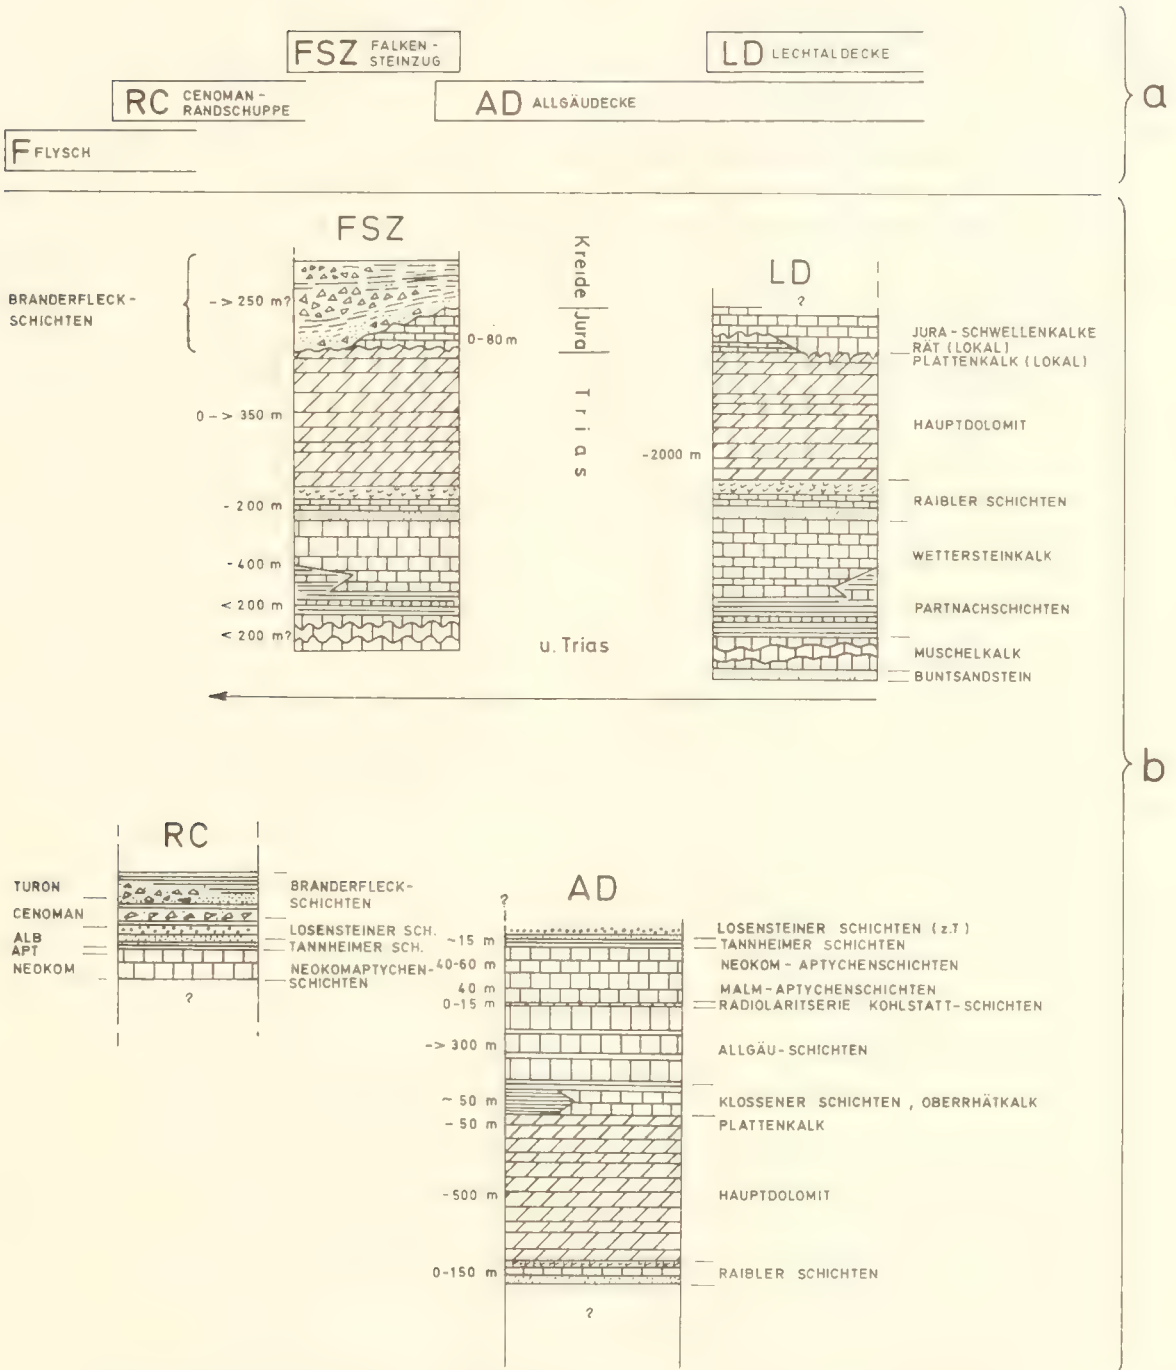 FSZ FALKEN-
STEINZUG
LD LECHTALDECKE
RC CENOMAN-
RANDSCHUPPE
AD ALLGÄUDECKE
F FLYSCH
a
FSZ
Kreide
Jura
Trias
LD
?
BRANDERFLECK-
SCHICHTEN
-> 250 m?
0-80 m
0 -> 350 m
- 200 m
-400 m
< 200 m
< 200 m?
u. Trias
-2000 m
JURA-SCHWELLENKALKE
RÄT (LOKAL)
PLATTENKALK (LOKAL)
HAUPTDOLOMIT
RAIBLER SCHICHTEN
WETTERSTEINKALK
PARTNACHSCHICHTEN
MUSCHELKALK
BUNTSANDSTEIN
b
RC
TURON
CENOMAN
ALB
APT
NEOKOM
BRANDERFLECK-
SCHICHTEN
LOSENSTEINER SCH.
TANNHEIMER SCH.
NEOKOMAPTYCHEN-
SCHICHTEN
?
AD
?
~15 m
40-60 m
40 m
0-15 m
-> 300 m
~ 50 m
- 50 m
-500 m
0-150 m
LOSENSTEINER SCHICHTEN (z.T)
TANNHEIMER SCHICHTEN
NEOKOM-APTYCHENSCHICHTEN
MALM-APTYCHENSCHICHTEN
RADIOLARITSERIE KOHLSTATT-SCHICHTEN
ALLGÄU-SCHICHTEN
KLOSSENER SCHICHTEN, OBERRHÄTKALK
PLATTENKALK
HAUPTDOLOMIT
RAIBLER SCHICHTEN
?